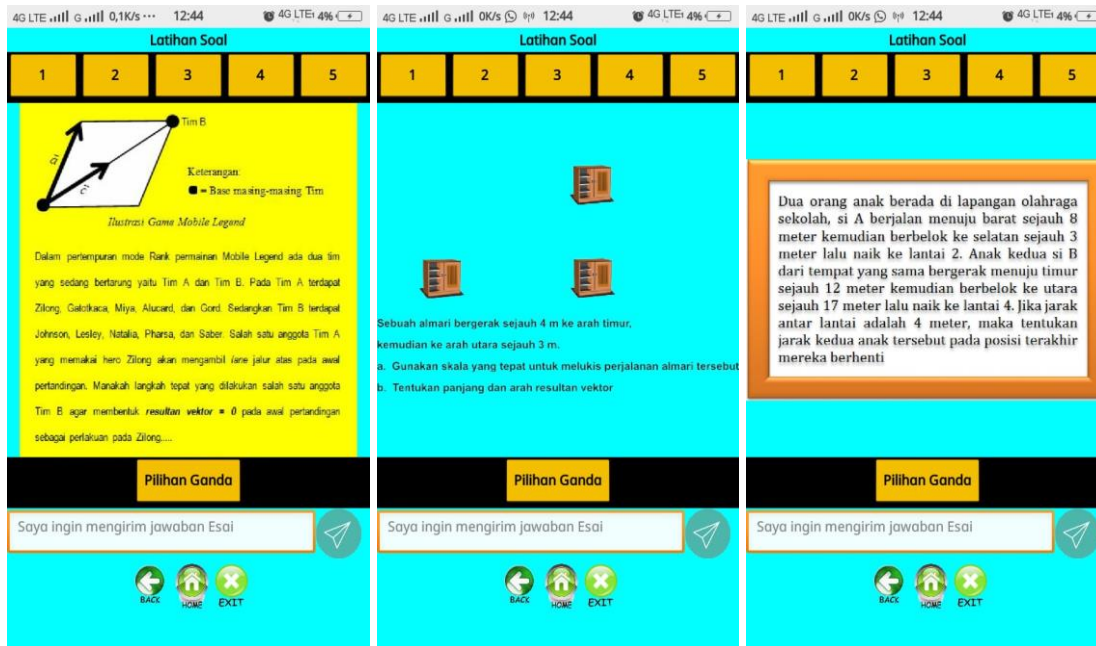 4G LTE G 0,1K/s ··· 12:44 4G LTE 4%
Latihan Soal
1 2 3 4 5
Tim B
Keterangan:
= Base masing-masing Tim
Ilustrasi Game Mobile Legend
Dalam pertempuran mode Rank permainan Mobile Legend ada dua tim
yang sedang bertarung yaitu Tim A dan Tim B. Pada Tim A terdapat
Zilong, Gatotkaca, Miya, Alucard, dan Gord. Sedangkan Tim B terdapat
Johnson, Lesley, Natalia, Pharsa, dan Saber. Salah satu anggota Tim A
yang memakai hero Zilong akan mengambil lane jalur atas pada awal
pertandingan. Manakah langkah tepat yang dilakukan salah satu anggota
Tim B agar membentuk resultan vektor = 0 pada awal pertandingan
sebagai perlakuan pada Zilong.....
Pilihan Ganda
Saya ingin mengirim jawaban Esai
BACK HOME EXIT
4G LTE G 0K/s 12:44 4G LTE 4%
Latihan Soal
1 2 3 4 5
Sebuah almari bergerak sejauh 4 m ke arah timur,
kemudian ke arah utara sejauh 3 m.
a. Gunakan skala yang tepat untuk melukis perjalanan almari tersebut
b. Tentukan panjang dan arah resultan vektor
Pilihan Ganda
Saya ingin mengirim jawaban Esai
BACK HOME EXIT
4G LTE G 0K/s 12:44 4G LTE 4%
Latihan Soal
1 2 3 4 5
Dua orang anak berada di lapangan olahraga
sekolah, si A berjalan menuju barat sejauh 8
meter kemudian berbelok ke selatan sejauh 3
meter lalu naik ke lantai 2. Anak kedua si B
dari tempat yang sama bergerak menuju timur
sejauh 12 meter kemudian berbelok ke utara
sejauh 17 meter lalu naik ke lantai 4. Jika jarak
antar lantai adalah 4 meter, maka tentukan
jarak kedua anak tersebut pada posisi terakhir
mereka berhenti
Pilihan Ganda
Saya ingin mengirim jawaban Esai
BACK HOME EXIT